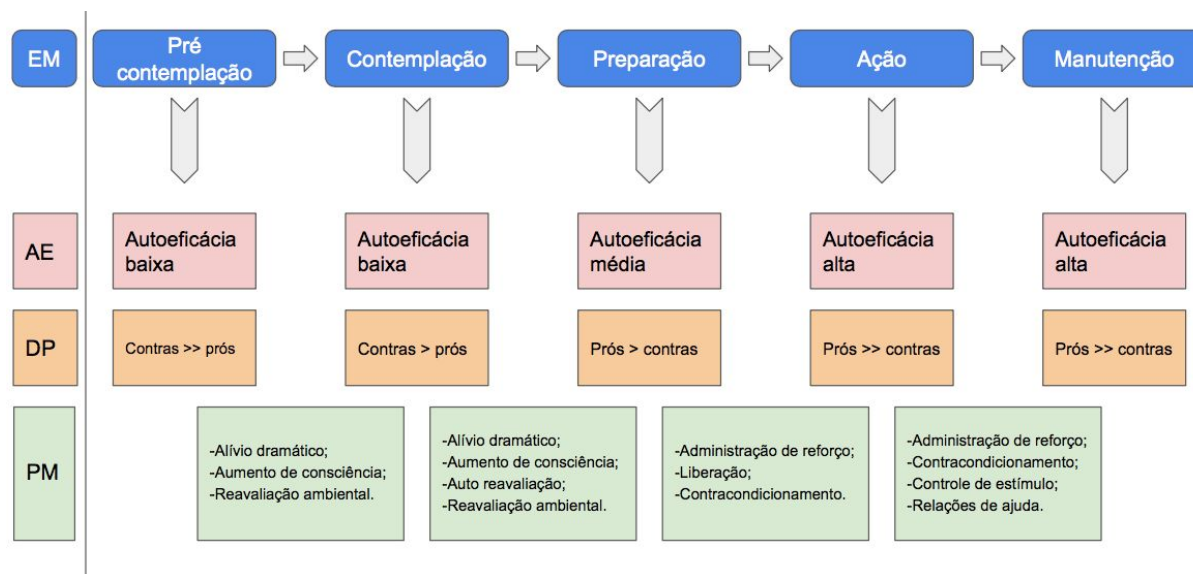 EM
Pré
contemplação
Contemplação
Preparação
Ação
Manutenção
AE
Autoeficácia
baixa
Autoeficácia
baixa
Autoeficácia
média
Autoeficácia
alta
Autoeficácia
alta
DP
Contras >> prós
Contras > prós
Prós > contras
Prós >> contras
Prós >> contras
PM
-Alívio dramático;
-Aumento de consciência;
-Reavaliação ambiental.
-Alívio dramático;
-Aumento de consciência;
-Auto reavaliação;
-Reavaliação ambiental.
-Administração de reforço;
-Liberação;
-Contracondicionamento.
-Administração de reforço;
-Contracondicionamento;
-Controle de estímulo;
-Relações de ajuda.